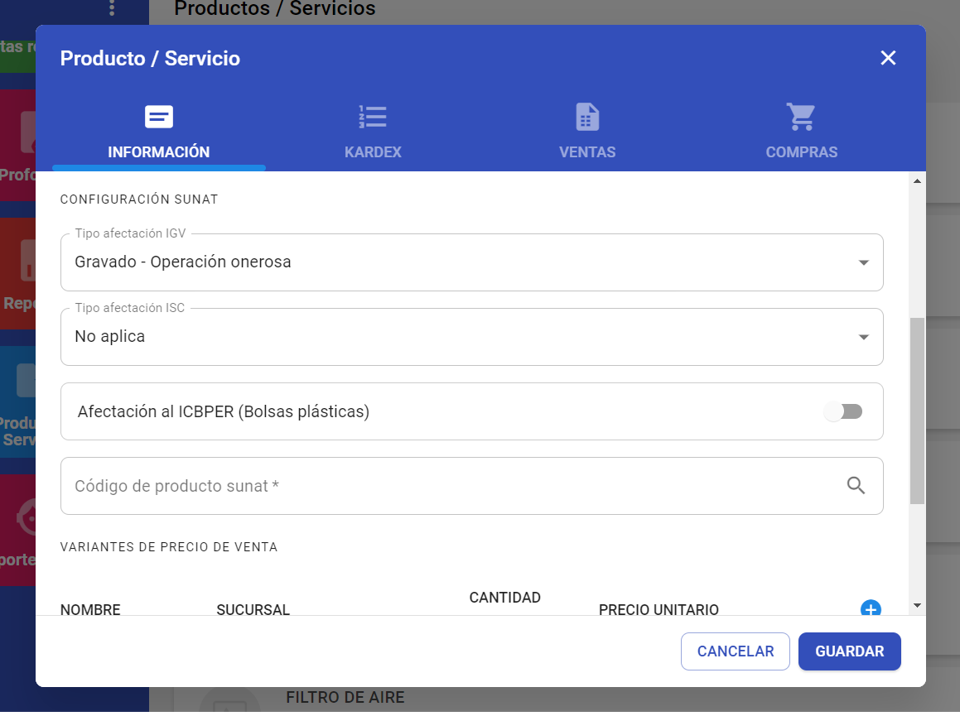 Productos / Servicios
tas r
Producto / Servicio
INFORMACIÓN
KARDEX
VENTAS
COMPRAS
Profo
Repo
Produ
Serv
porte
CONFIGURACIÓN SUNAT
Tipo afectación IGV
Gravado - Operación onerosa
Tipo afectación ISC
No aplica
Afectación al ICBPER (Bolsas plásticas)
Código de producto sunat *
VARIANTES DE PRECIO DE VENTA
CANTIDAD
NOMBRE SUCURSAL PRECIO UNITARIO
CANCELAR GUARDAR
FILTRO DE AIRE